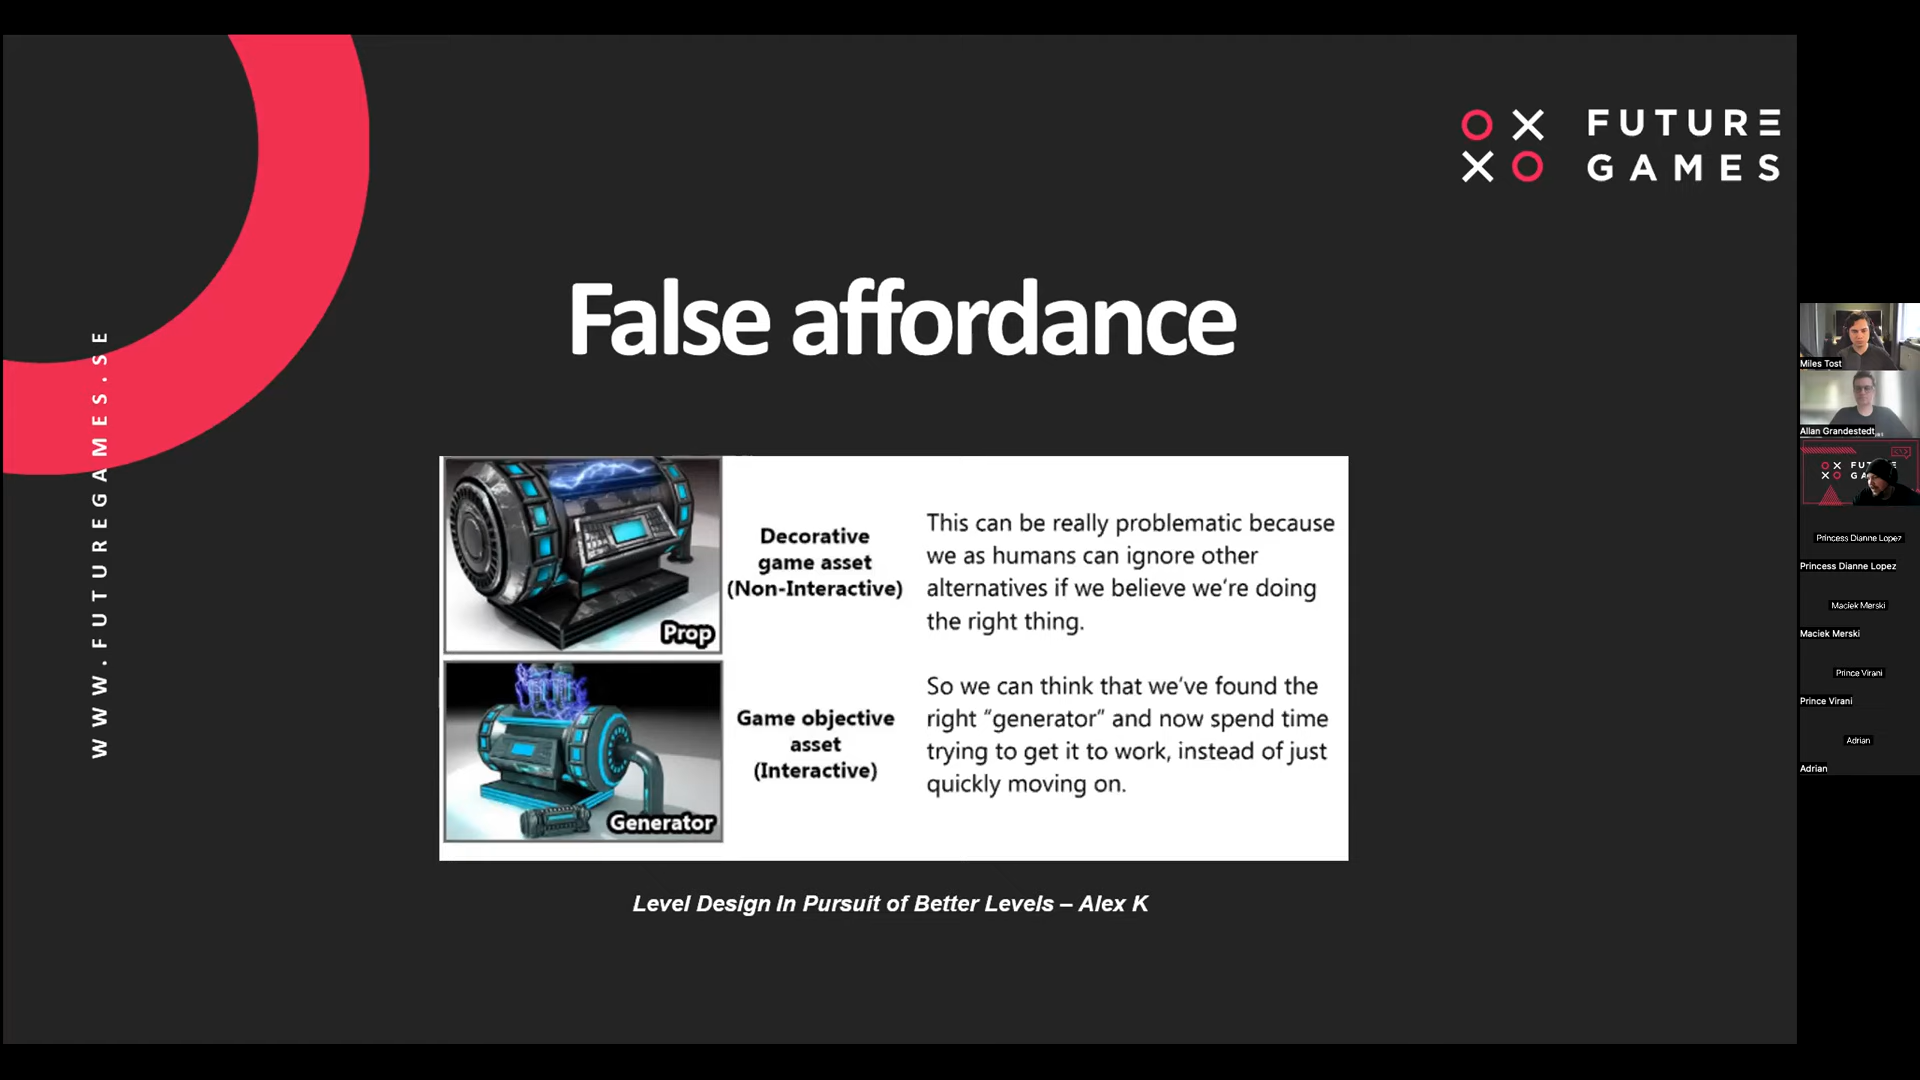 FUTURE
GAMES
WWW.FUTUREGAMES.SE
False affordance
Decorative
game asset
(Non-Interactive)
Prop
This can be really problematic because
we as humans can ignore other
alternatives if we believe we're doing
the right thing.
Game objective
asset
(Interactive)
Generator
So we can think that we've found the
right “generator” and now spend time
trying to get it to work, instead of just
quickly moving on.
Level Design In Pursuit of Better Levels – Alex K
Miles Tost
Allan Grandestedt
Princess Dianne Lopez
Princess Dianne Lopez
Maciek Merski
Maciek Merski
Prince Virani
Prince Virani
Adrian
Adrian